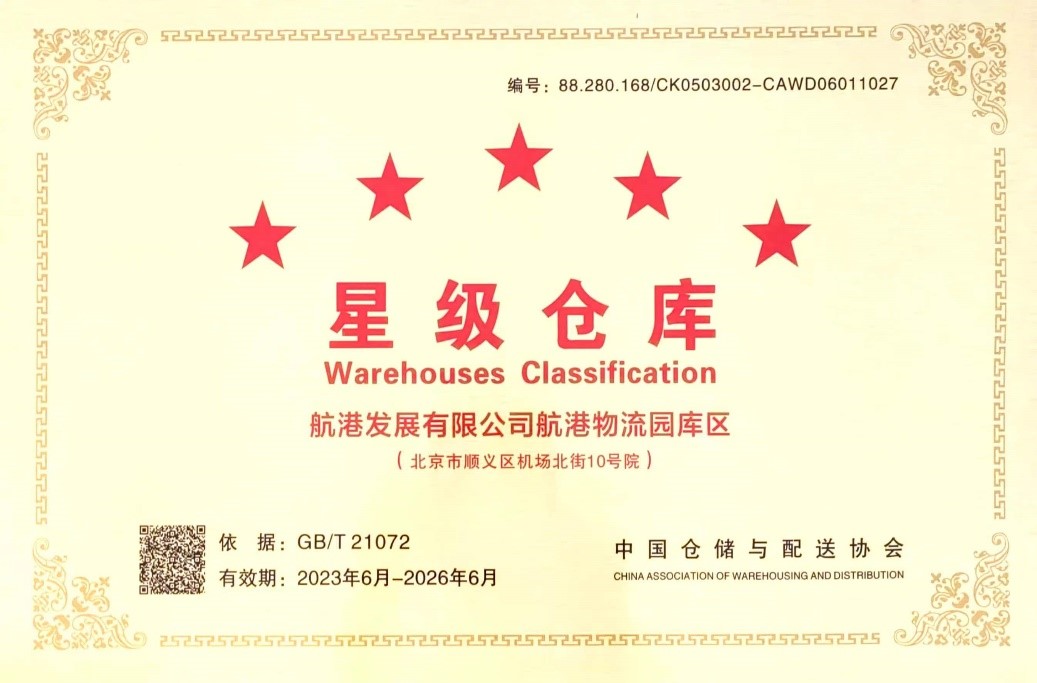 编号：88.280.168/CK0503002-CAWD06011027
星级仓库
Warehouses Classification
航港发展有限公司航港物流园库区
（北京市顺义区机场北街10号院）
依 据：GB/T 21072
有效期：2023年6月-2026年6月
中国仓储与配送协会
CHINA ASSOCIATION OF WAREHOUSING AND DISTRIBUTION